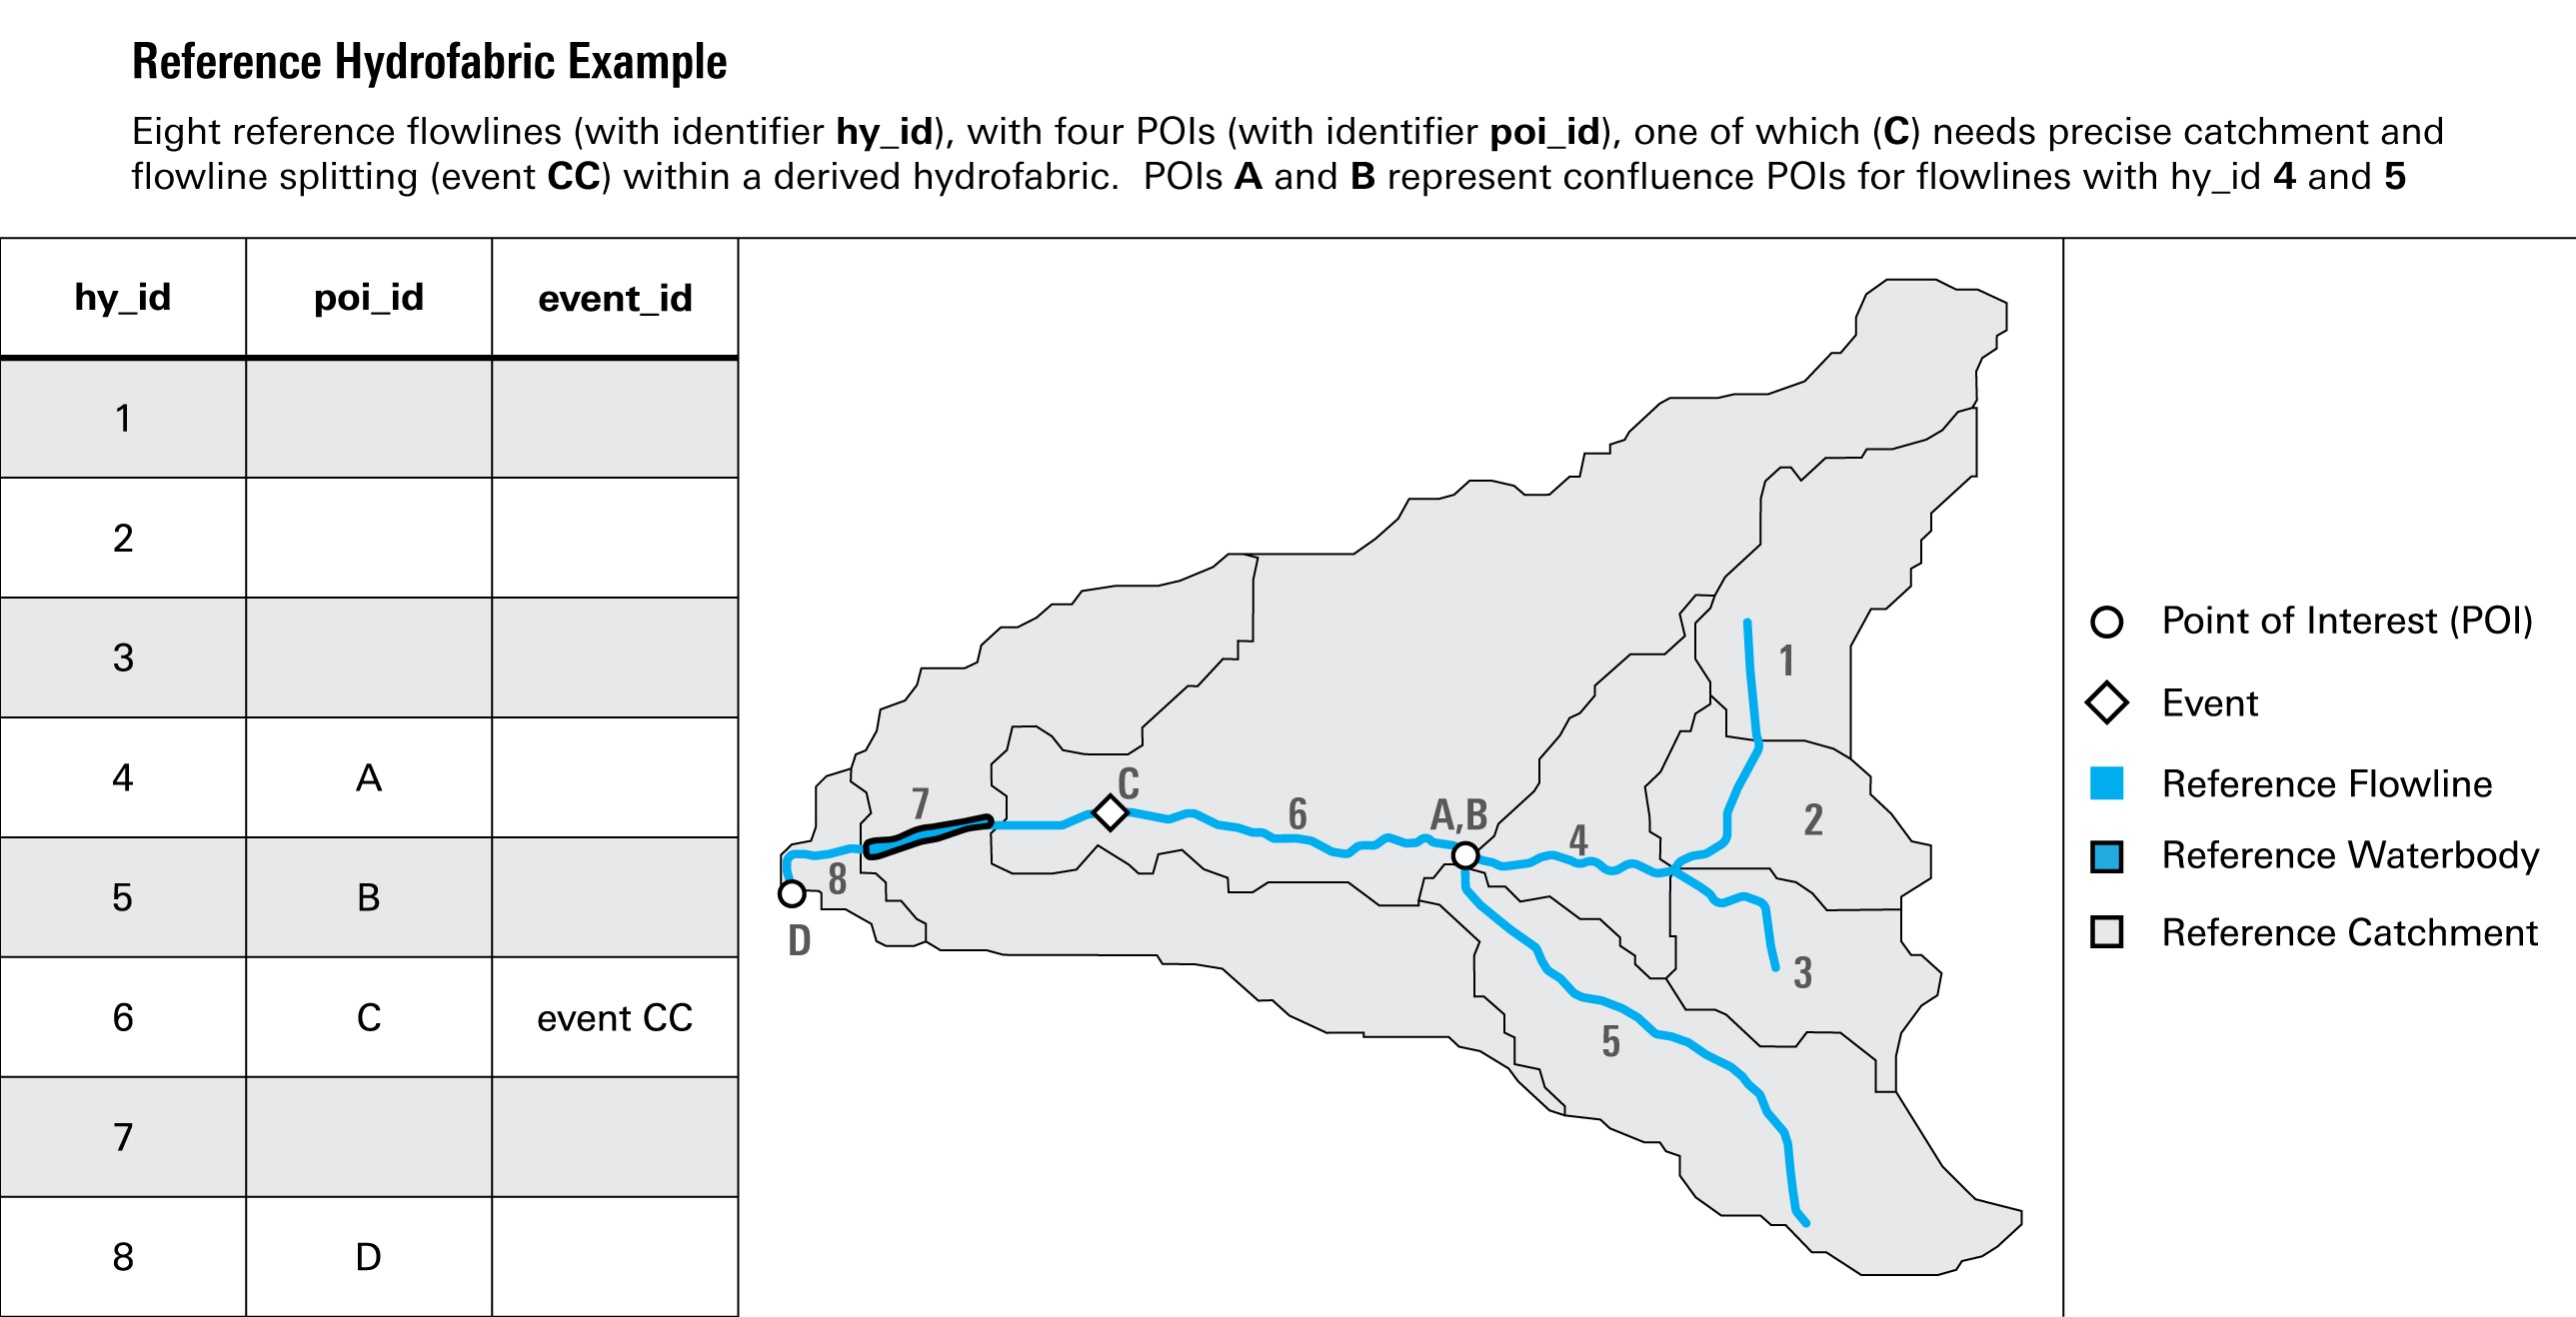 Reference Hydrofabric Example
Eight reference flowlines (with identifier hy_id), with four POIs (with identifier poi_id), one of which (C) needs precise catchment and
flowline splitting (event CC) within a derived hydrofabric.  POIs A and B represent confluence POIs for flowlines with hy_id 4 and 5
hy_id poi_id event_id
1
2
3
4 A
5 B
6 C event CC
7
8 D
1
2
3
4
5
6
7
8
A,B
C
D
Point of Interest (POI)
Event
Reference Flowline
Reference Waterbody
Reference Catchment